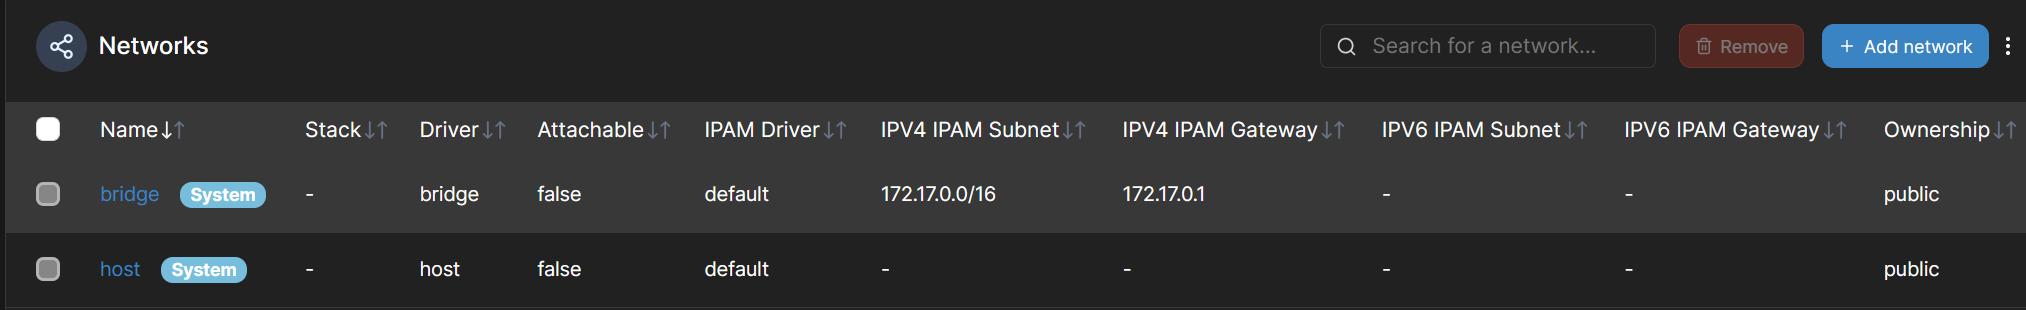 Networks Search for a network... Remove + Add network
Name Stack Driver Attachable IPAM Driver IPV4 IPAM Subnet IPV4 IPAM Gateway IPV6 IPAM Subnet IPV6 IPAM Gateway Ownership
bridge System - bridge false default 172.17.0.0/16 172.17.0.1 - - public
host System - host false default - - - - public